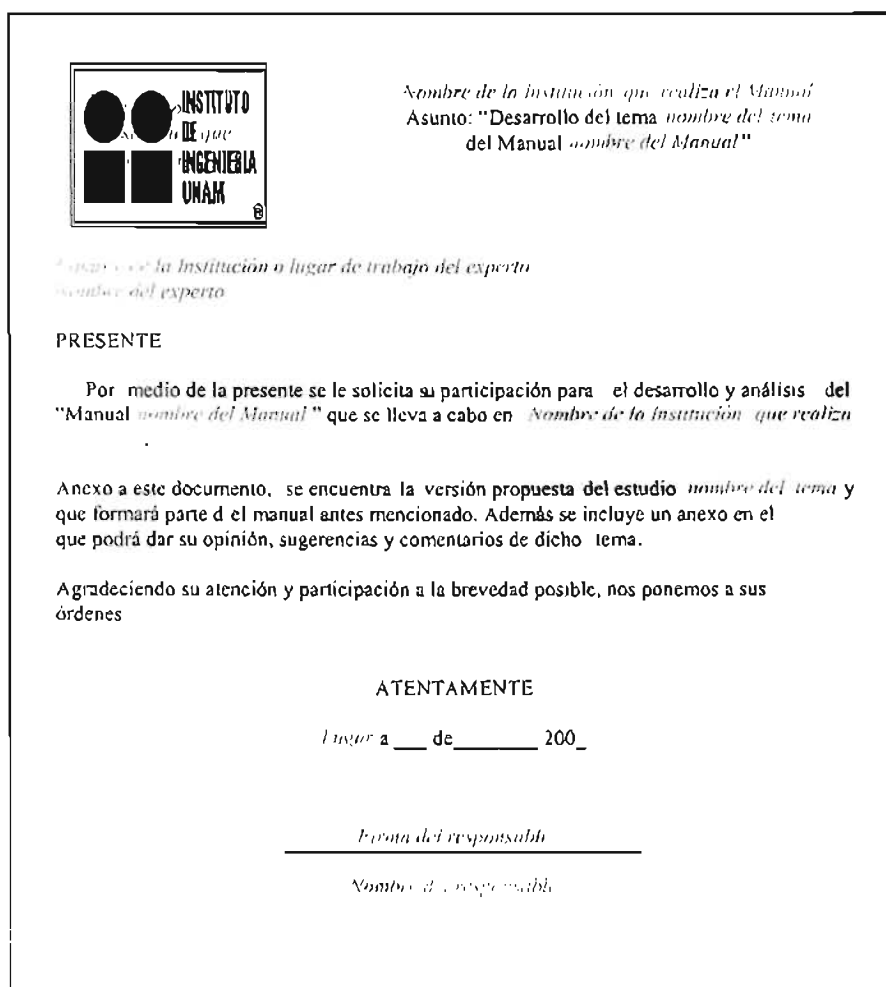 INSTITUTO
DE
INGENIERIA
UNAM
que
Nombre de la Institución que realiza el Manual
Asunto: "Desarrollo del tema nombre del tema
del Manual nombre del Manual"
la Institución o lugar de trabajo del experto
Nombre del experto
PRESENTE
Por medio de la presente se le solicita su participación para el desarrollo y análisis del
"Manual nombre del Manual" que se lleva a cabo en Nombre de la Institución que realiza
.
Anexo a este documento, se encuentra la versión propuesta del estudio nombre del tema y
que formará parte d el manual antes mencionado. Además se incluye un anexo en el
que podrá dar su opinión, sugerencias y comentarios de dicho tema.
Agradeciendo su atención y participación a la brevedad posible, nos ponemos a sus
órdenes
ATENTAMENTE
Lugar a ___ de________ 200_
Firma del responsable
Nombre del responsable